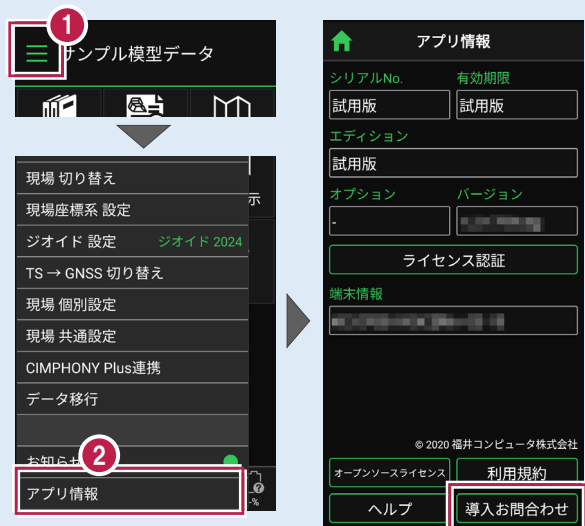 1
サンプル模型データ
現場 切り替え
現場座標系 設定
ジオイド 設定 ジオイド 2024
TS → GNSS 切り替え
現場 個別設定
現場 共通設定
CIMPHONY Plus連携
データ移行
お知らせ
2
アプリ情報
示
-%
アプリ情報
シリアルNo. 有効期限
試用版 試用版
エディション
試用版
オプション バージョン
-
ライセンス認証
端末情報
© 2020 福井コンピュータ株式会社
オープンソースライセンス 利用規約
ヘルプ 導入お問合わせ